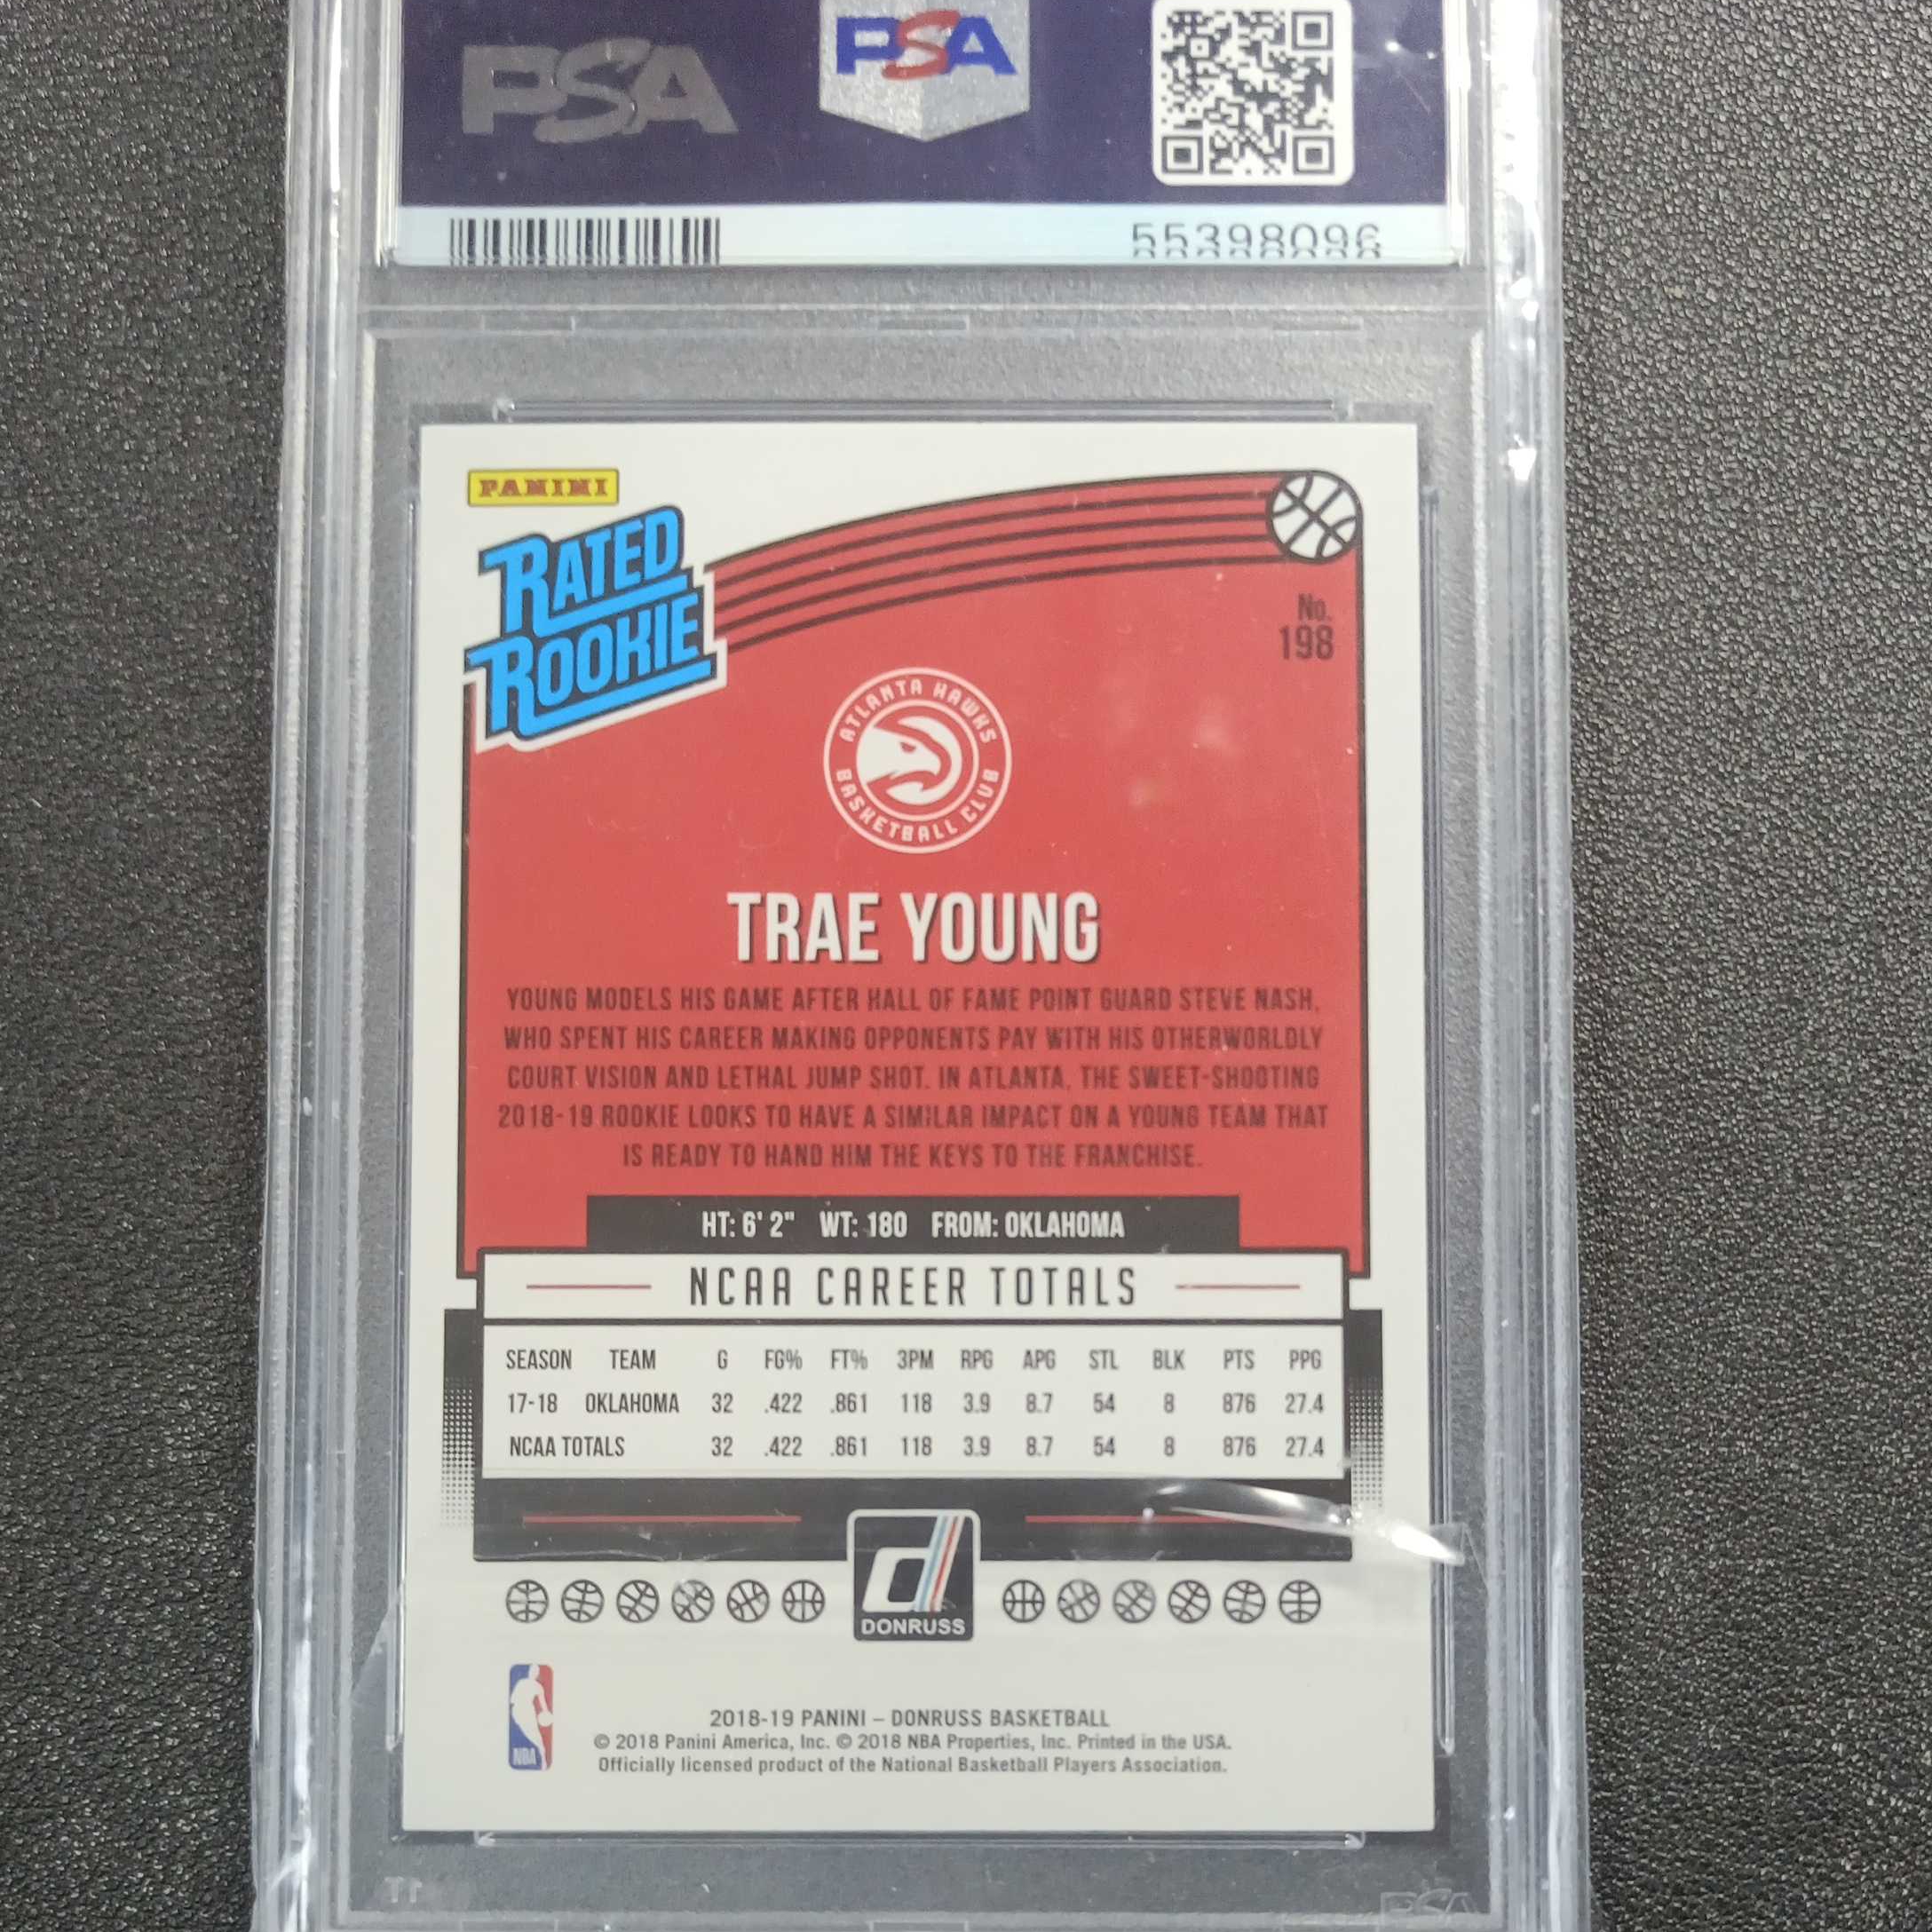 PSA
PSA
55398096
PANINI
RATED
ROOKIE
No.
198
ATLANTA HAWKS
BASKETBALL CLUB
TRAE YOUNG
YOUNG MODELS HIS GAME AFTER HALL OF FAME POINT GUARD STEVE NASH,
WHO SPENT HIS CAREER MAKING OPPONENTS PAY WITH HIS OTHERWORLDLY
COURT VISION AND LETHAL JUMP SHOT. IN ATLANTA, THE SWEET-SHOOTING
2018-19 ROOKIE LOOKS TO HAVE A SIMILAR IMPACT ON A YOUNG TEAM THAT
IS READY TO HAND HIM THE KEYS TO THE FRANCHISE.
HT: 6' 2" WT: 180 FROM: OKLAHOMA
NCAA CAREER TOTALS
SEASON TEAM G FG% FT% 3PM RPG APG STL BLK PTS PPG
17-18 OKLAHOMA 32 .422 .861 118 3.9 8.7 54 8 876 27.4
NCAA TOTALS 32 .422 .861 118 3.9 8.7 54 8 876 27.4
d
DONRUSS
NBA
2018-19 PANINI – DONRUSS BASKETBALL
© 2018 Panini America, Inc. © 2018 NBA Properties, Inc. Printed in the USA.
Officially licensed product of the National Basketball Players Association.
PSA